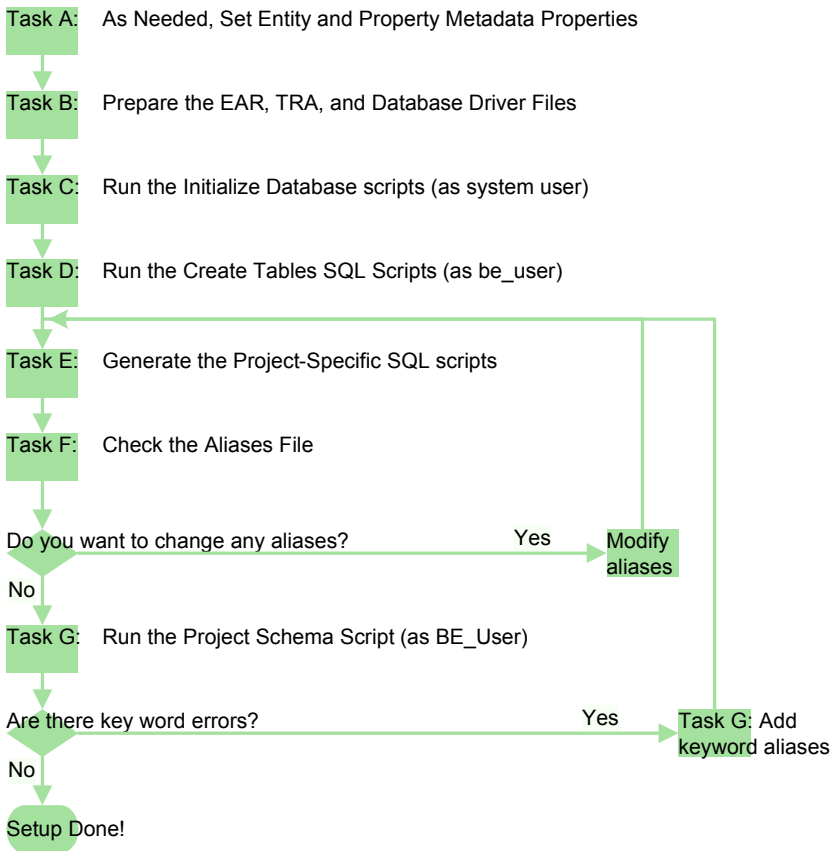 Task A: As Needed, Set Entity and Property Metadata Properties
Task B: Prepare the EAR, TRA, and Database Driver Files
Task C: Run the Initialize Database scripts (as system user)
Task D: Run the Create Tables SQL Scripts (as be_user)
Task E: Generate the Project-Specific SQL scripts
Task F: Check the Aliases File
Do you want to change any aliases?
Yes
Modify
aliases
No
Task G: Run the Project Schema Script (as BE_User)
Are there key word errors?
Yes
Task G: Add
keyword aliases
No
Setup Done!